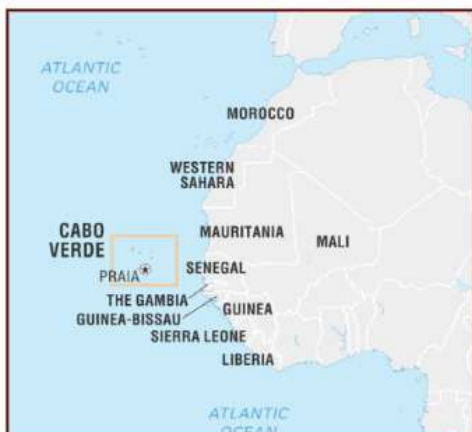 ATLANTIC
OCEAN
MOROCCO
WESTERN
SAHARA
CABO
VERDE
MAURITANIA
MALI
PRAIA
SENEGAL
THE GAMBIA
GUINEA-BISSAU
GUINEA
SIERRA LEONE
LIBERIA
ATLANTIC
OCEAN